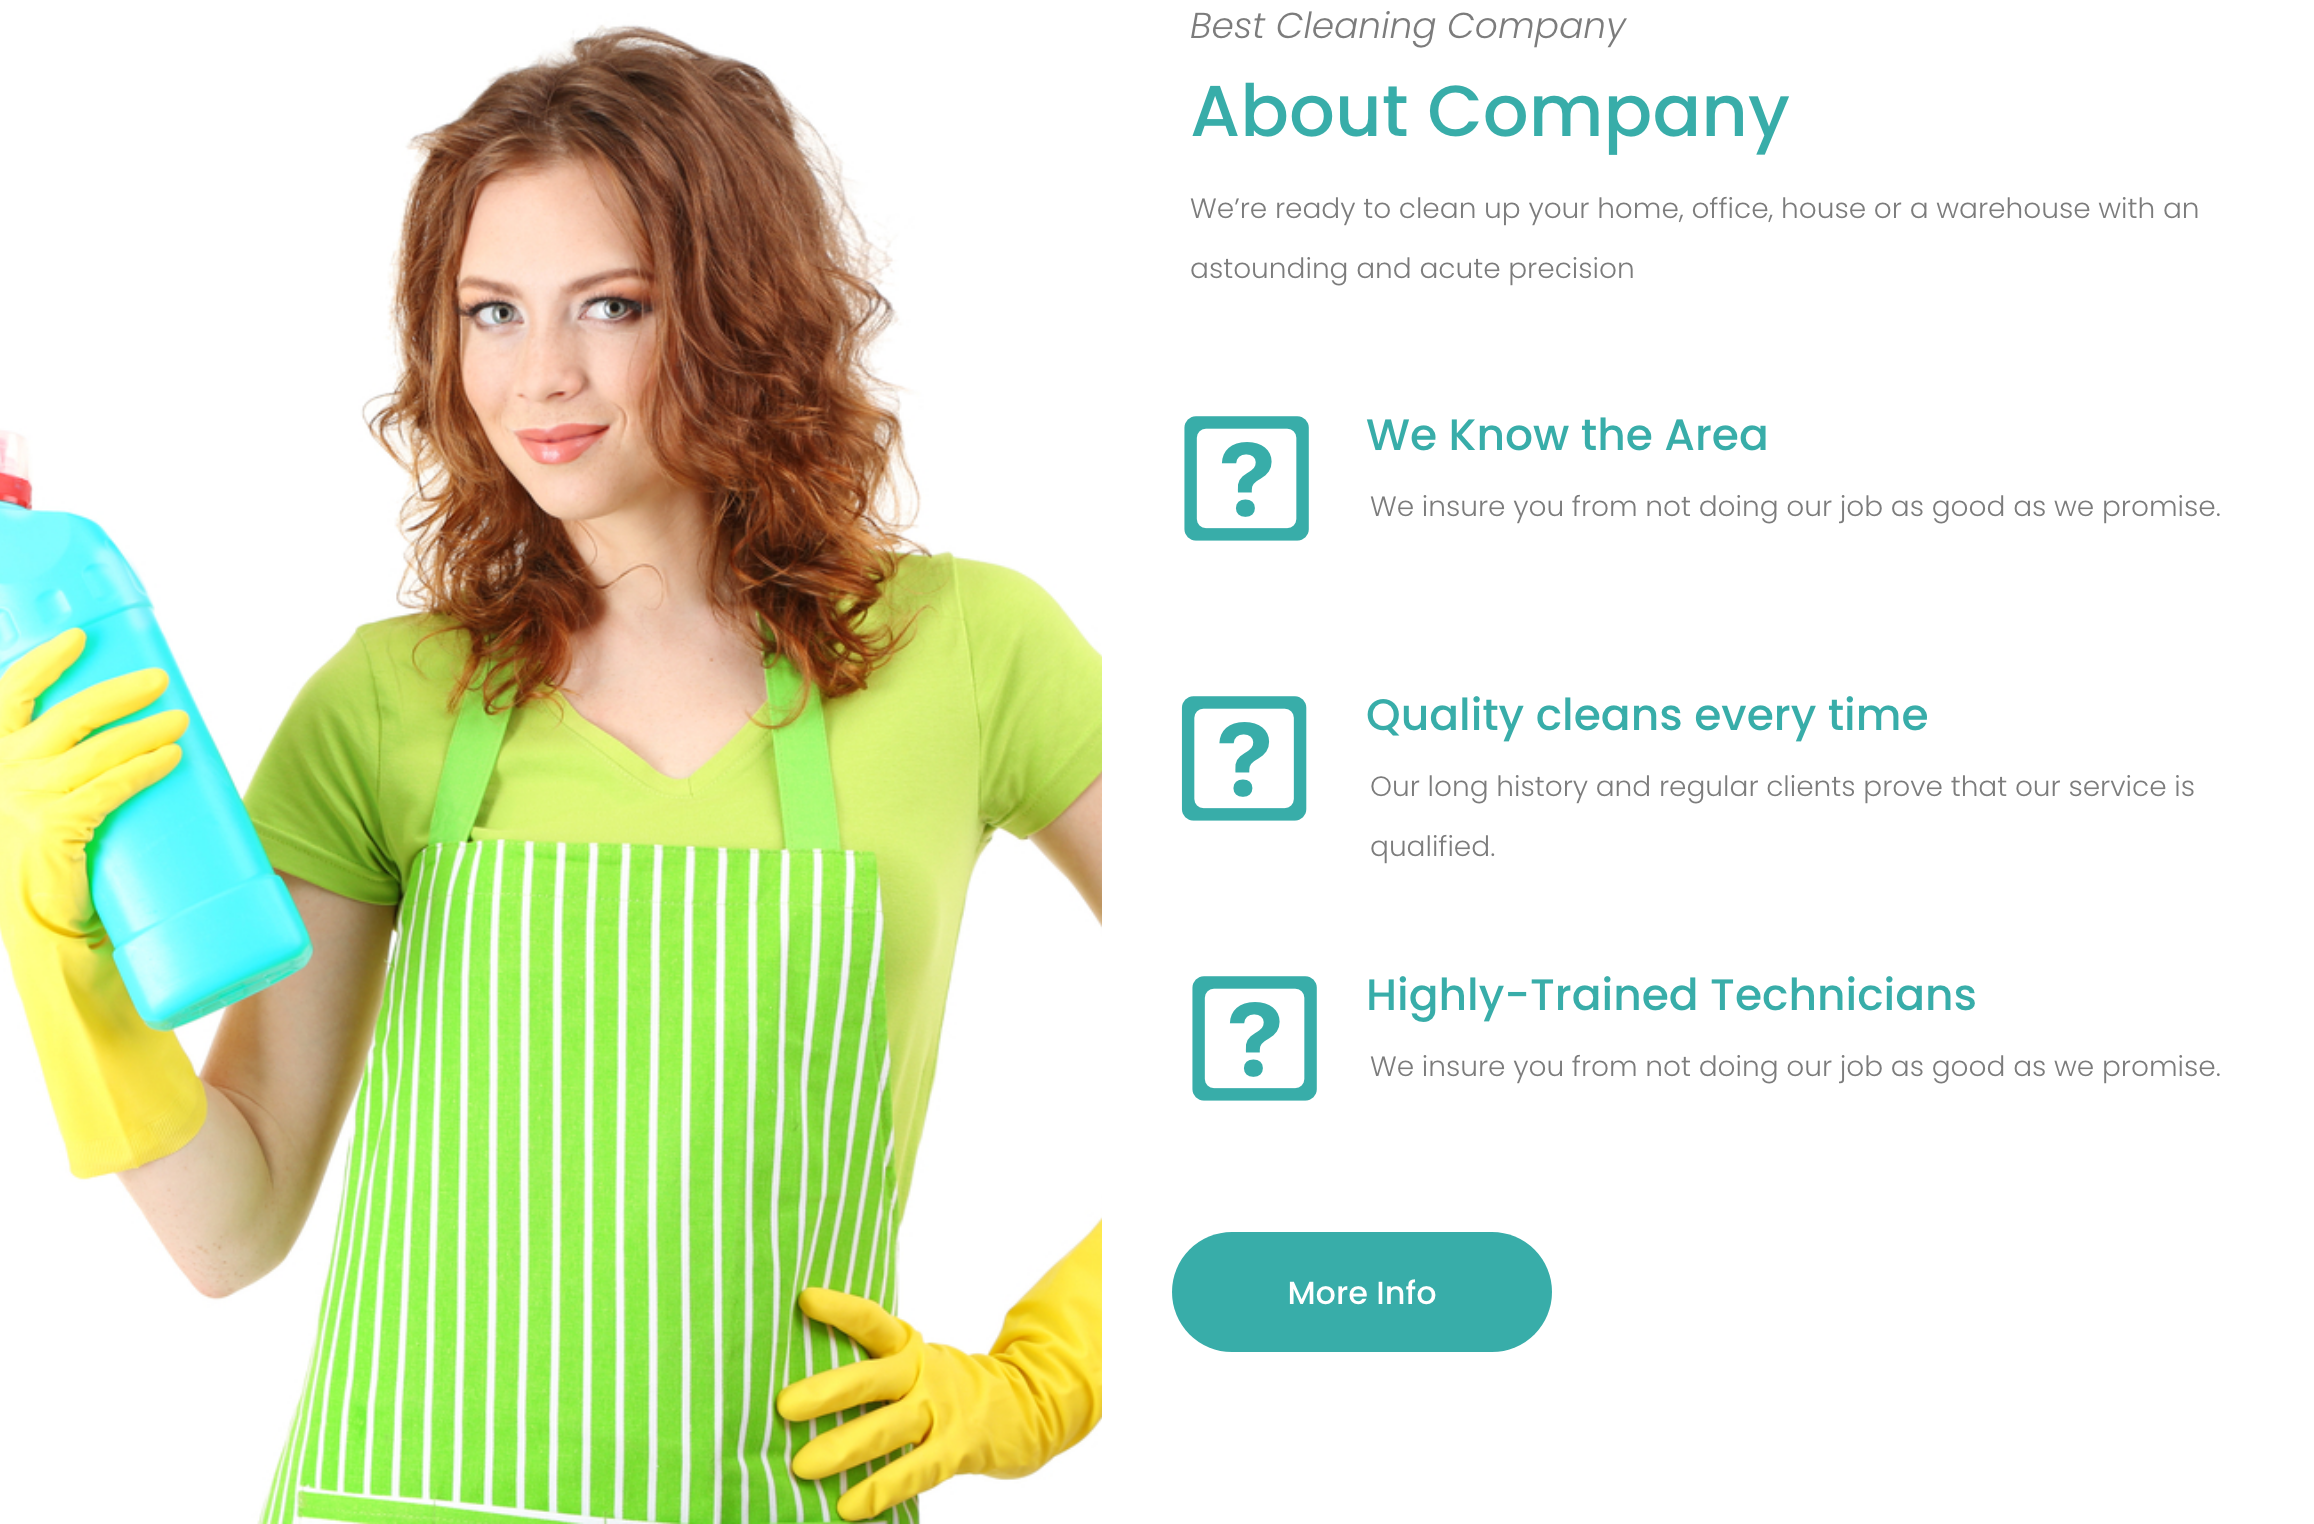 Best Cleaning Company
About Company
We’re ready to clean up your home, office, house or a warehouse with an
astounding and acute precision
?
We Know the Area
We insure you from not doing our job as good as we promise.
?
Quality cleans every time
Our long history and regular clients prove that our service is
qualified.
?
Highly-Trained Technicians
We insure you from not doing our job as good as we promise.
More Info